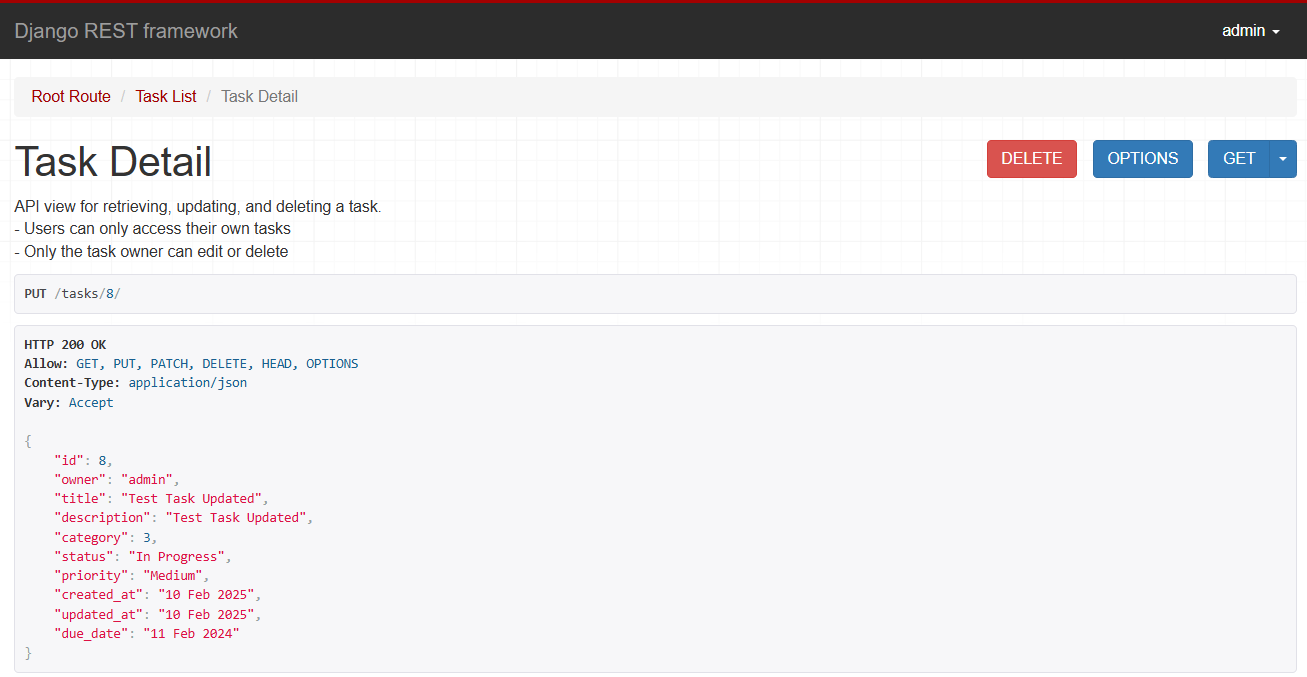 Django REST framework
admin
Root Route / Task List / Task Detail
Task Detail
DELETE
OPTIONS
GET
API view for retrieving, updating, and deleting a task.
- Users can only access their own tasks
- Only the task owner can edit or delete
PUT /tasks/8/
HTTP 200 OK
Allow: GET, PUT, PATCH, DELETE, HEAD, OPTIONS
Content-Type: application/json
Vary: Accept
{
    "id": 8,
    "owner": "admin",
    "title": "Test Task Updated",
    "description": "Test Task Updated",
    "category": 3,
    "status": "In Progress",
    "priority": "Medium",
    "created_at": "10 Feb 2025",
    "updated_at": "10 Feb 2025",
    "due_date": "11 Feb 2024"
}